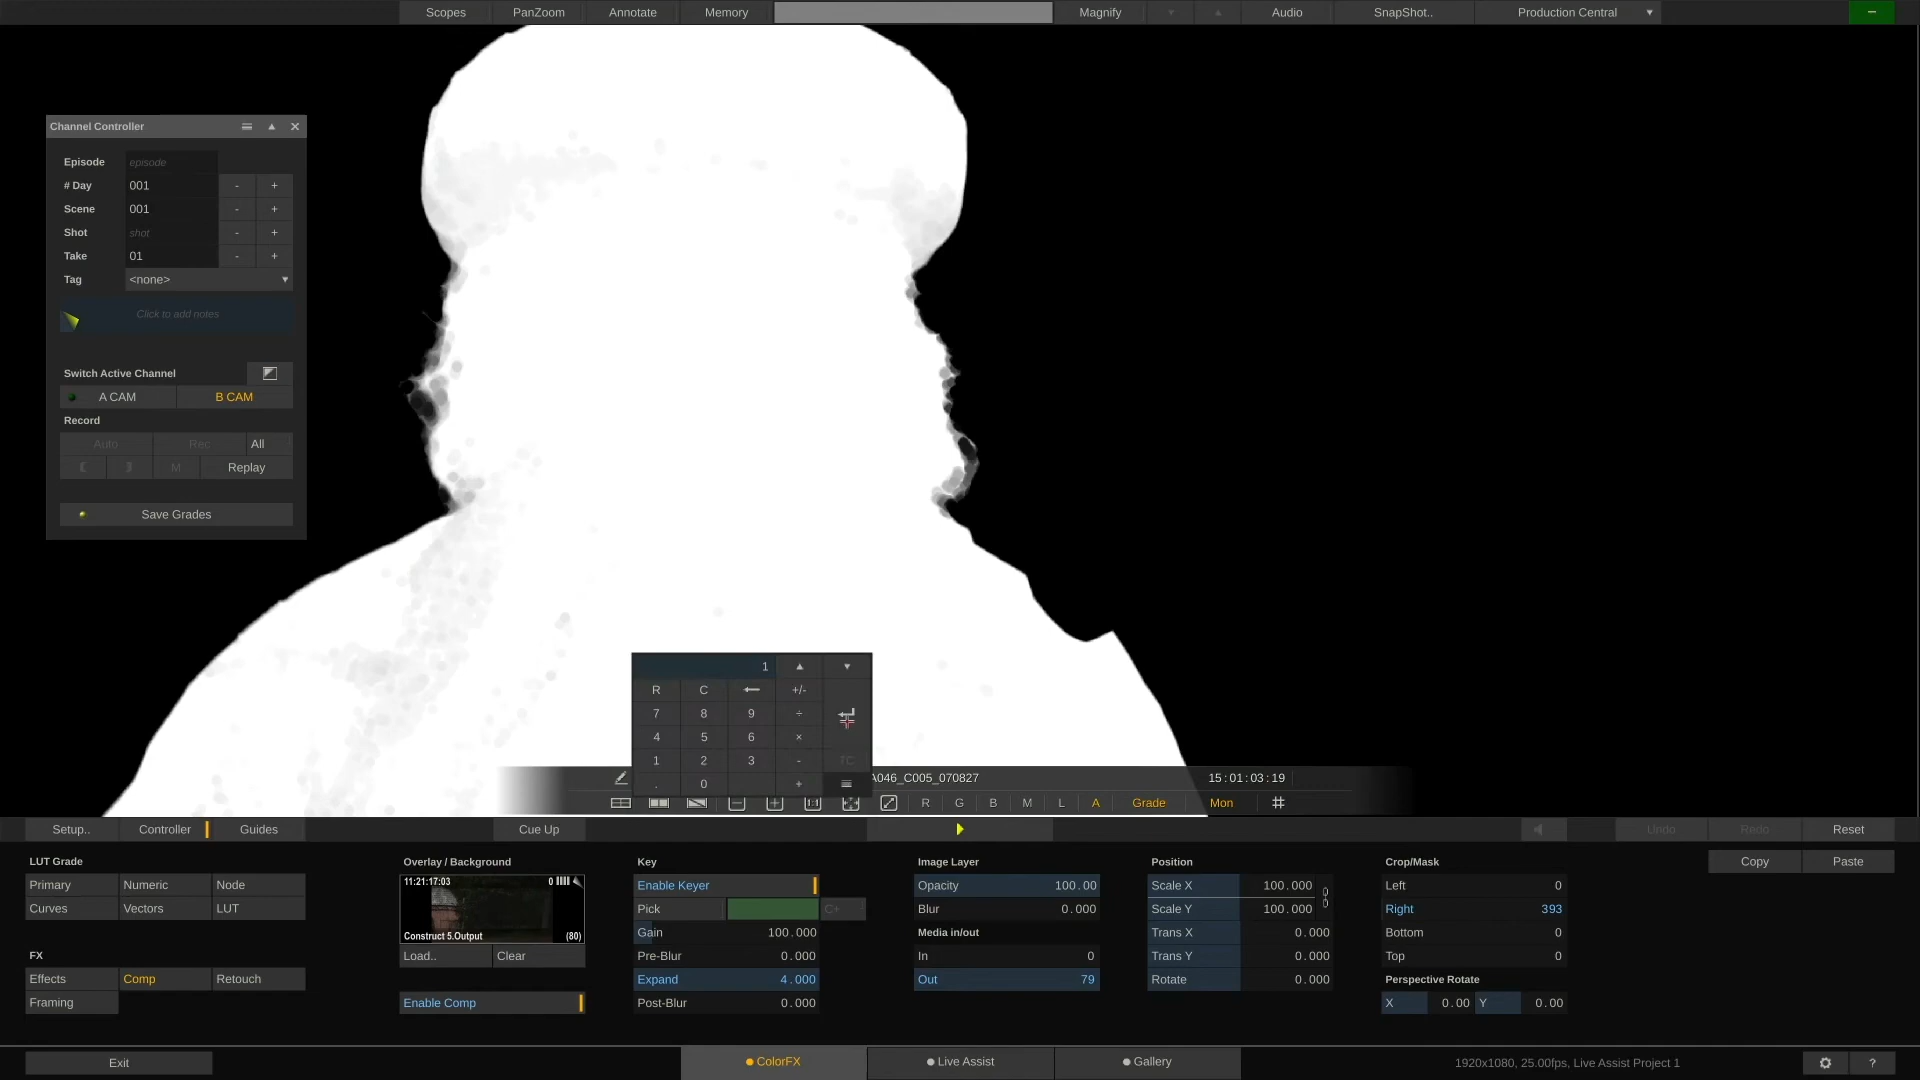 Scopes PanZoom Annotate Memory Magnify Audio SnapShot.. Production Central
Channel Controller
Episode episode
# Day 001 - +
Scene 001 - +
Shot shot - +
Take 01 - +
Tag <none>
Click to add notes
Switch Active Channel
A CAM B CAM
Record
Auto Rec All
M Replay
Save Grades
1
R C +/-
7 8 9 ÷
4 5 6 ×
1 2 3 - TC
. 0 +
A046_C005_070827 15:01:03:19
1:1 R G B M L A Grade Mon
Setup.. Controller Guides Cue Up Undo Redo Reset
LUT Grade Overlay / Background Key Image Layer Position Crop/Mask Copy Paste
Primary Numeric Node 11:21:17:03 0 Enable Keyer Opacity 100.00 Scale X 100.000 Left 0
Curves Vectors LUT Pick C+ Blur 0.000 Scale Y 100.000 Right 393
Construct 5.Output (80) Gain 100.000 Media in/out Trans X 0.000 Bottom 0
FX Load.. Clear Pre-Blur 0.000 In 0 Trans Y 0.000 Top 0
Effects Comp Retouch Expand 4.000 Out 79 Rotate 0.000 Perspective Rotate
Framing Enable Comp Post-Blur 0.000 X 0.00 Y 0.00
Exit ColorFX Live Assist Gallery 1920x1080, 25.00fps, Live Assist Project 1 ?